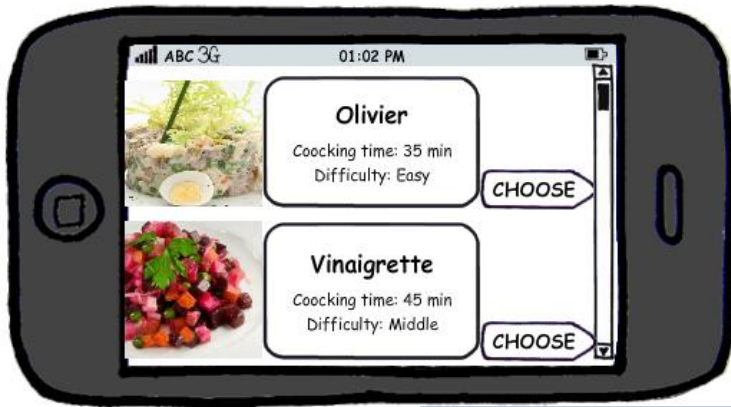 ABC 3G 01:02 PM
Olivier
Coocking time: 35 min
Difficulty: Easy
CHOOSE
Vinaigrette
Coocking time: 45 min
Difficulty: Middle
CHOOSE